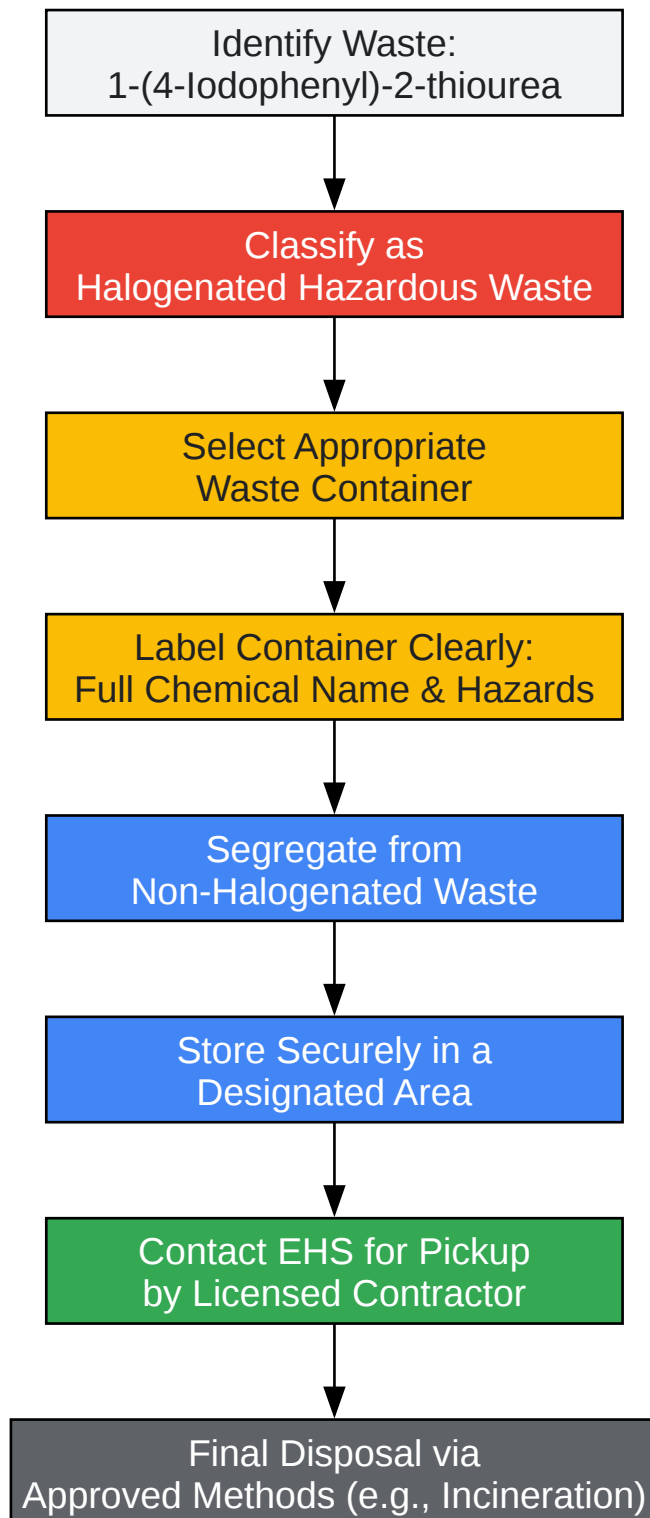 Identify Waste:
1-(4-Iodophenyl)-2-thiourea
Classify as
Halogenated Hazardous Waste
Select Appropriate
Waste Container
Label Container Clearly:
Full Chemical Name & Hazards
Segregate from
Non-Halogenated Waste
Store Securely in a
Designated Area
Contact EHS for Pickup
by Licensed Contractor
Final Disposal via
Approved Methods (e.g., Incineration)